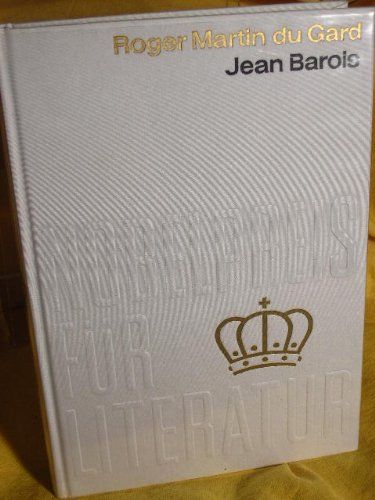 Roger Martin du Gard
Jean Barois
NOBELPREIS
FÜR
LITERATUR